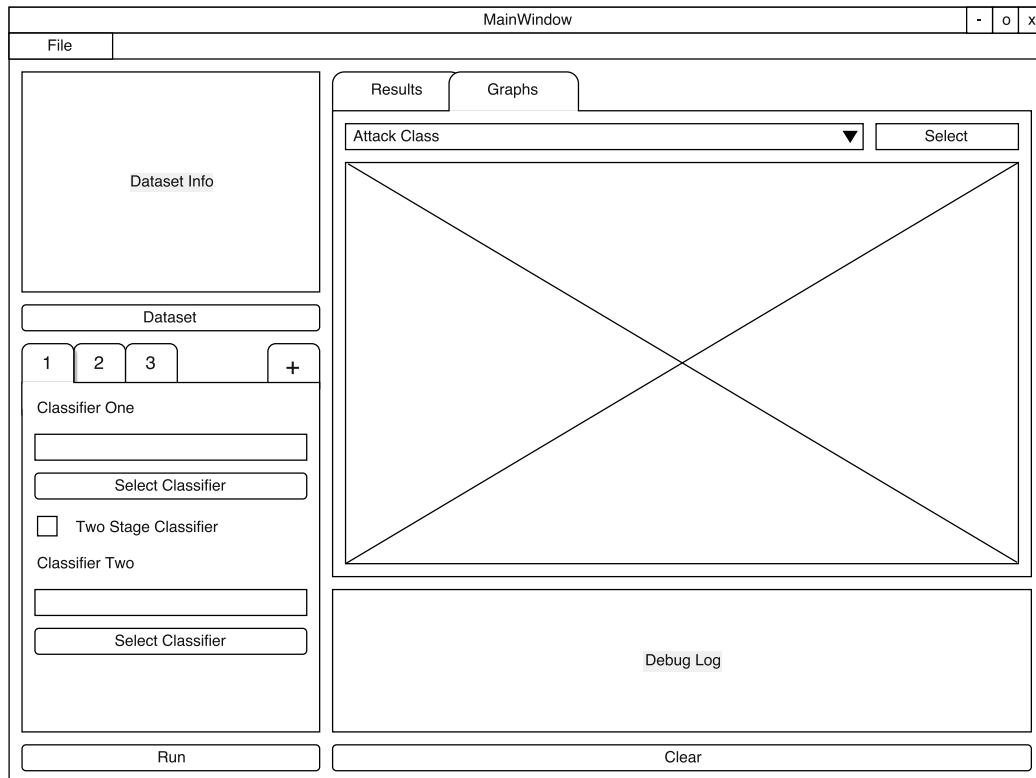 MainWindow
- o x
File
Dataset Info
Dataset
1 2 3 +
Classifier One
Select Classifier
Two Stage Classifier
Classifier Two
Select Classifier
Run
Results Graphs
Attack Class Select
Debug Log
Clear